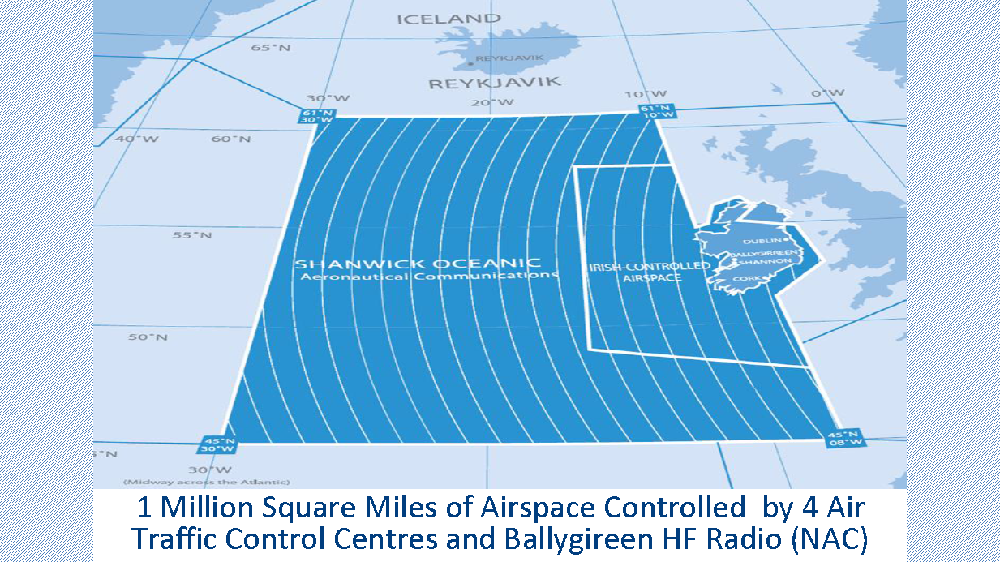 ICELAND
65°N
REYKJAVIK
REYKJAVIK
30°W
20°W
10°W
0°W
61°N
30°W
61°N
10°W
40°W
60°N
55°N
DUBLIN
BALLYGIRREEN
SHANNON
CORK
SHANWICK OCEANIC
Aeronautical Communications
IRISH-CONTROLLED
AIRSPACE
50°N
45°N
30°W
45°N
08°W
5°N
30°W
(Midway across the Atlantic)
1 Million Square Miles of Airspace Controlled by 4 Air
Traffic Control Centres and Ballygireen HF Radio (NAC)